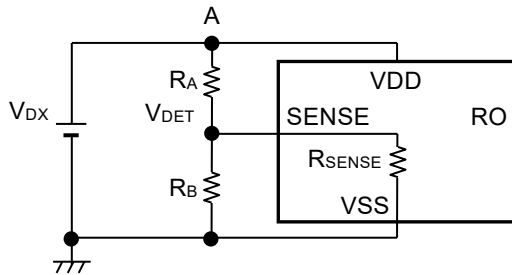 A
RA
VDD
VDX
VDET
SENSE
RO
RSENSE
RB
VSS